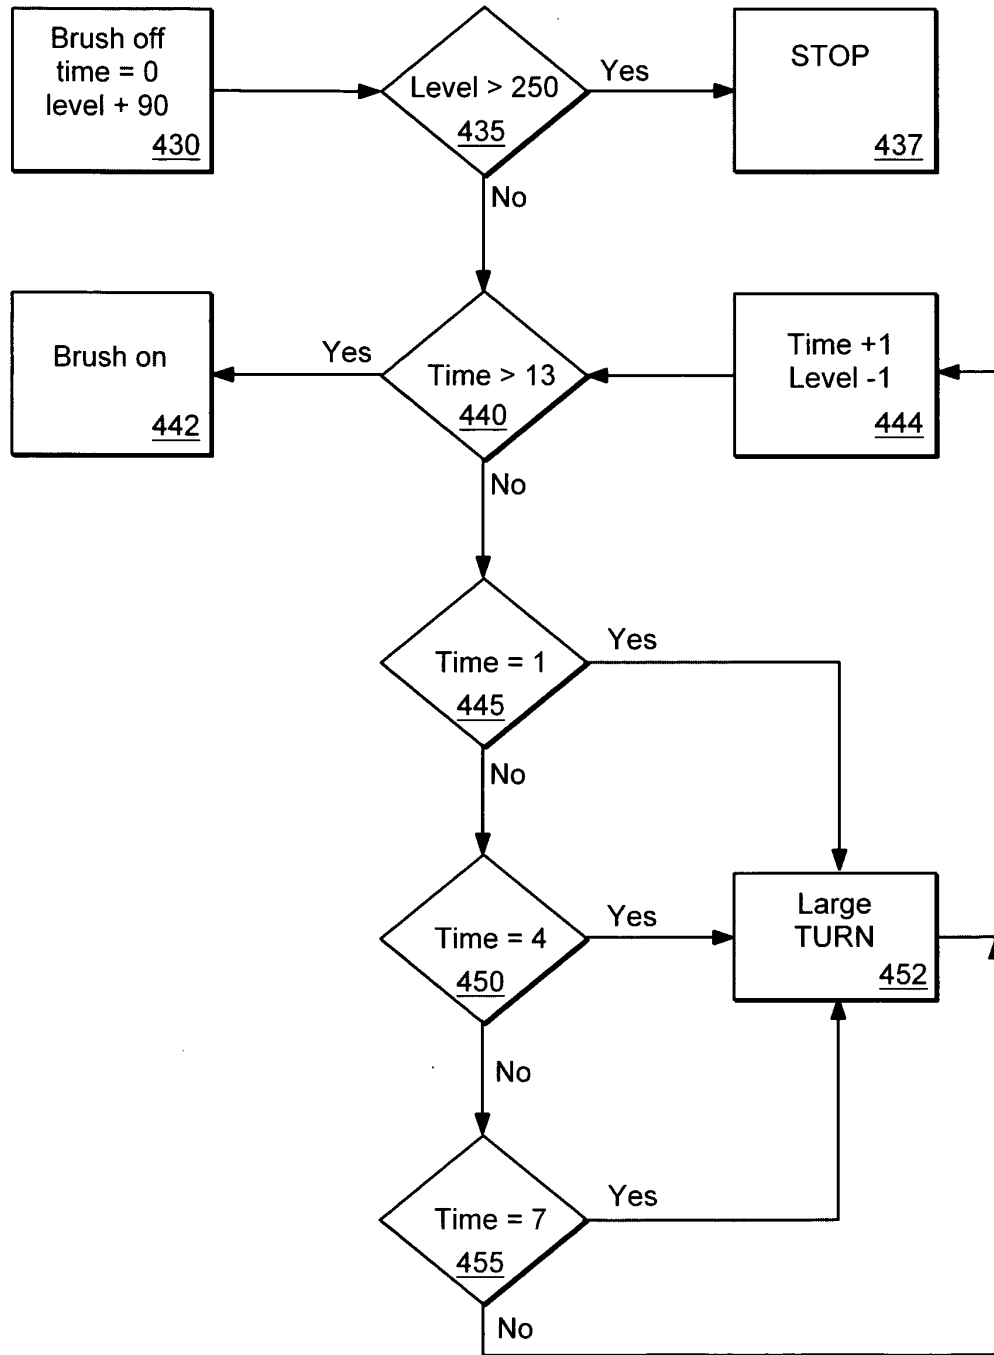 Brush off
time = 0
level + 90
430
Level > 250
435
Yes
STOP
437
No
Brush on
442
Yes
Time > 13
440
Time +1
Level -1
444
No
Time = 1
445
Yes
No
Time = 4
450
Yes
Large
TURN
452
No
Time = 7
455
Yes
No